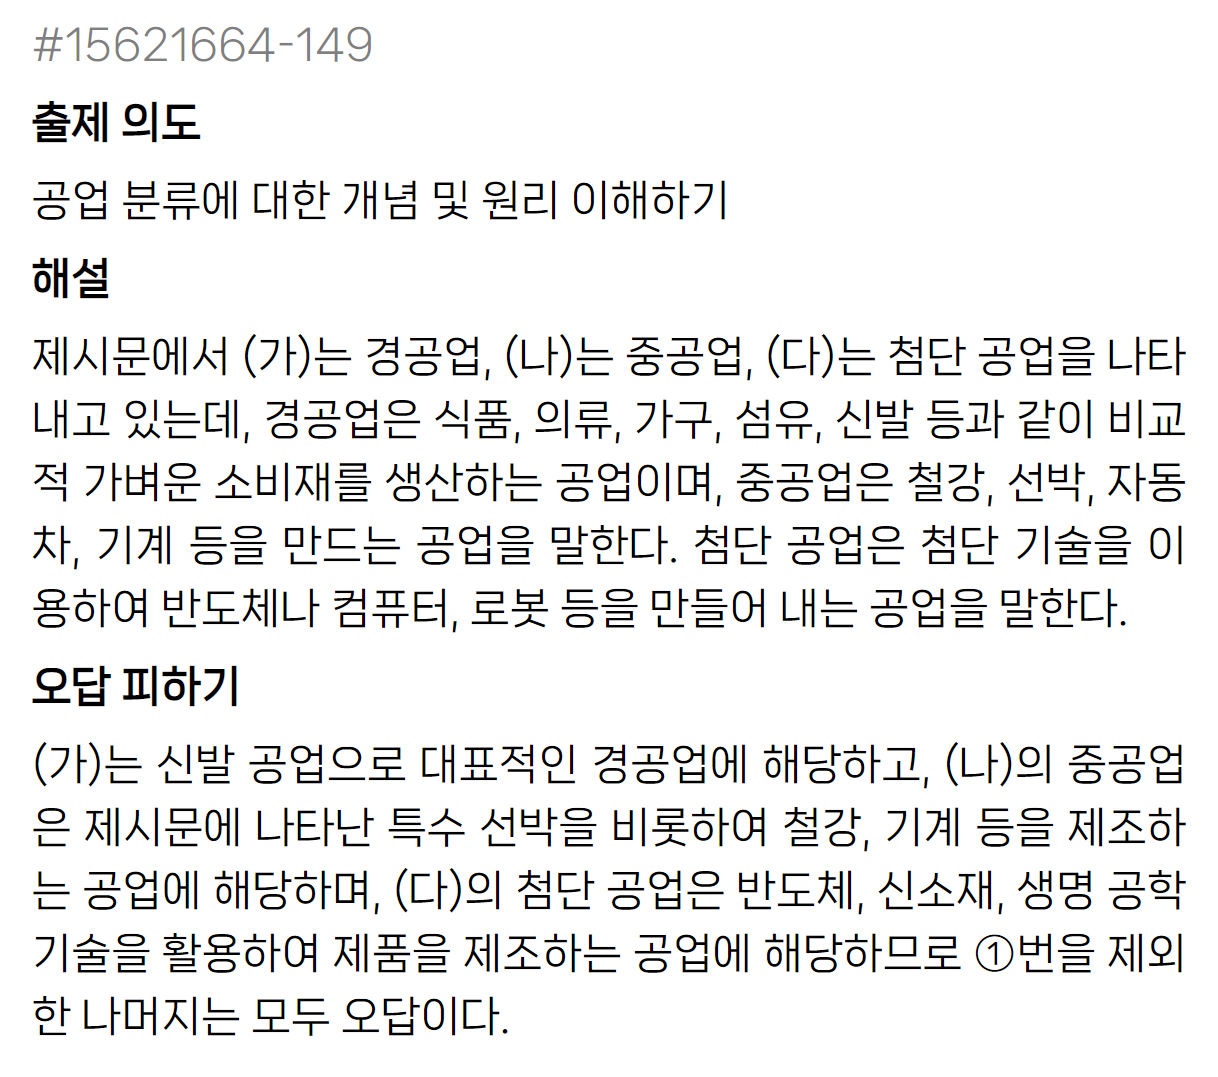 #15621664-149
출제 의도
공업 분류에 대한 개념 및 원리 이해하기
해설
제시문에서 (가)는 경공업, (나)는 중공업, (다)는 첨단 공업을 나타
내고 있는데, 경공업은 식품, 의류, 가구, 섬유, 신발 등과 같이 비교
적 가벼운 소비재를 생산하는 공업이며, 중공업은 철강, 선박, 자동
차, 기계 등을 만드는 공업을 말한다. 첨단 공업은 첨단 기술을 이
용하여 반도체나 컴퓨터, 로봇 등을 만들어 내는 공업을 말한다.
오답 피하기
(가)는 신발 공업으로 대표적인 경공업에 해당하고, (나)의 중공업
은 제시문에 나타난 특수 선박을 비롯하여 철강, 기계 등을 제조하
는 공업에 해당하며, (다)의 첨단 공업은 반도체, 신소재, 생명 공학
기술을 활용하여 제품을 제조하는 공업에 해당하므로 ①번을 제외
한 나머지는 모두 오답이다.